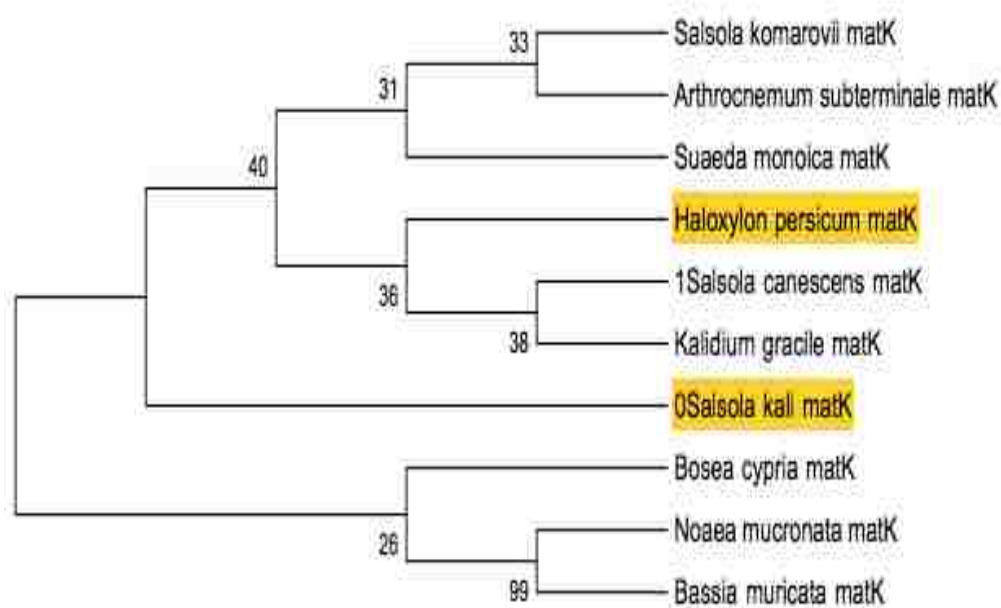 Salsola komarovii matK
33
Arthrocnemum subterminale matK
31
Suaeda monoica matK
40
Haloxylon persicum matK
36
1Salsola canescens matK
38
Kalidium gracile matK
0Salsola kali matK
Bosea cypria matK
26
Noaea mucronata matK
99
Bassia muricata matK